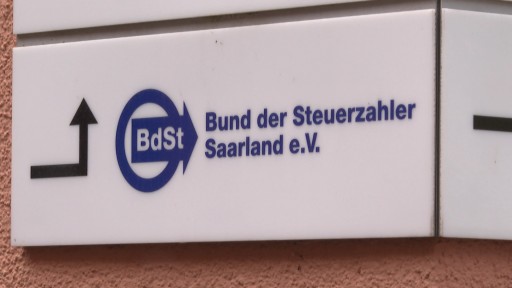 BdSt
Bund der Steuerzahler
Saarland e.V.